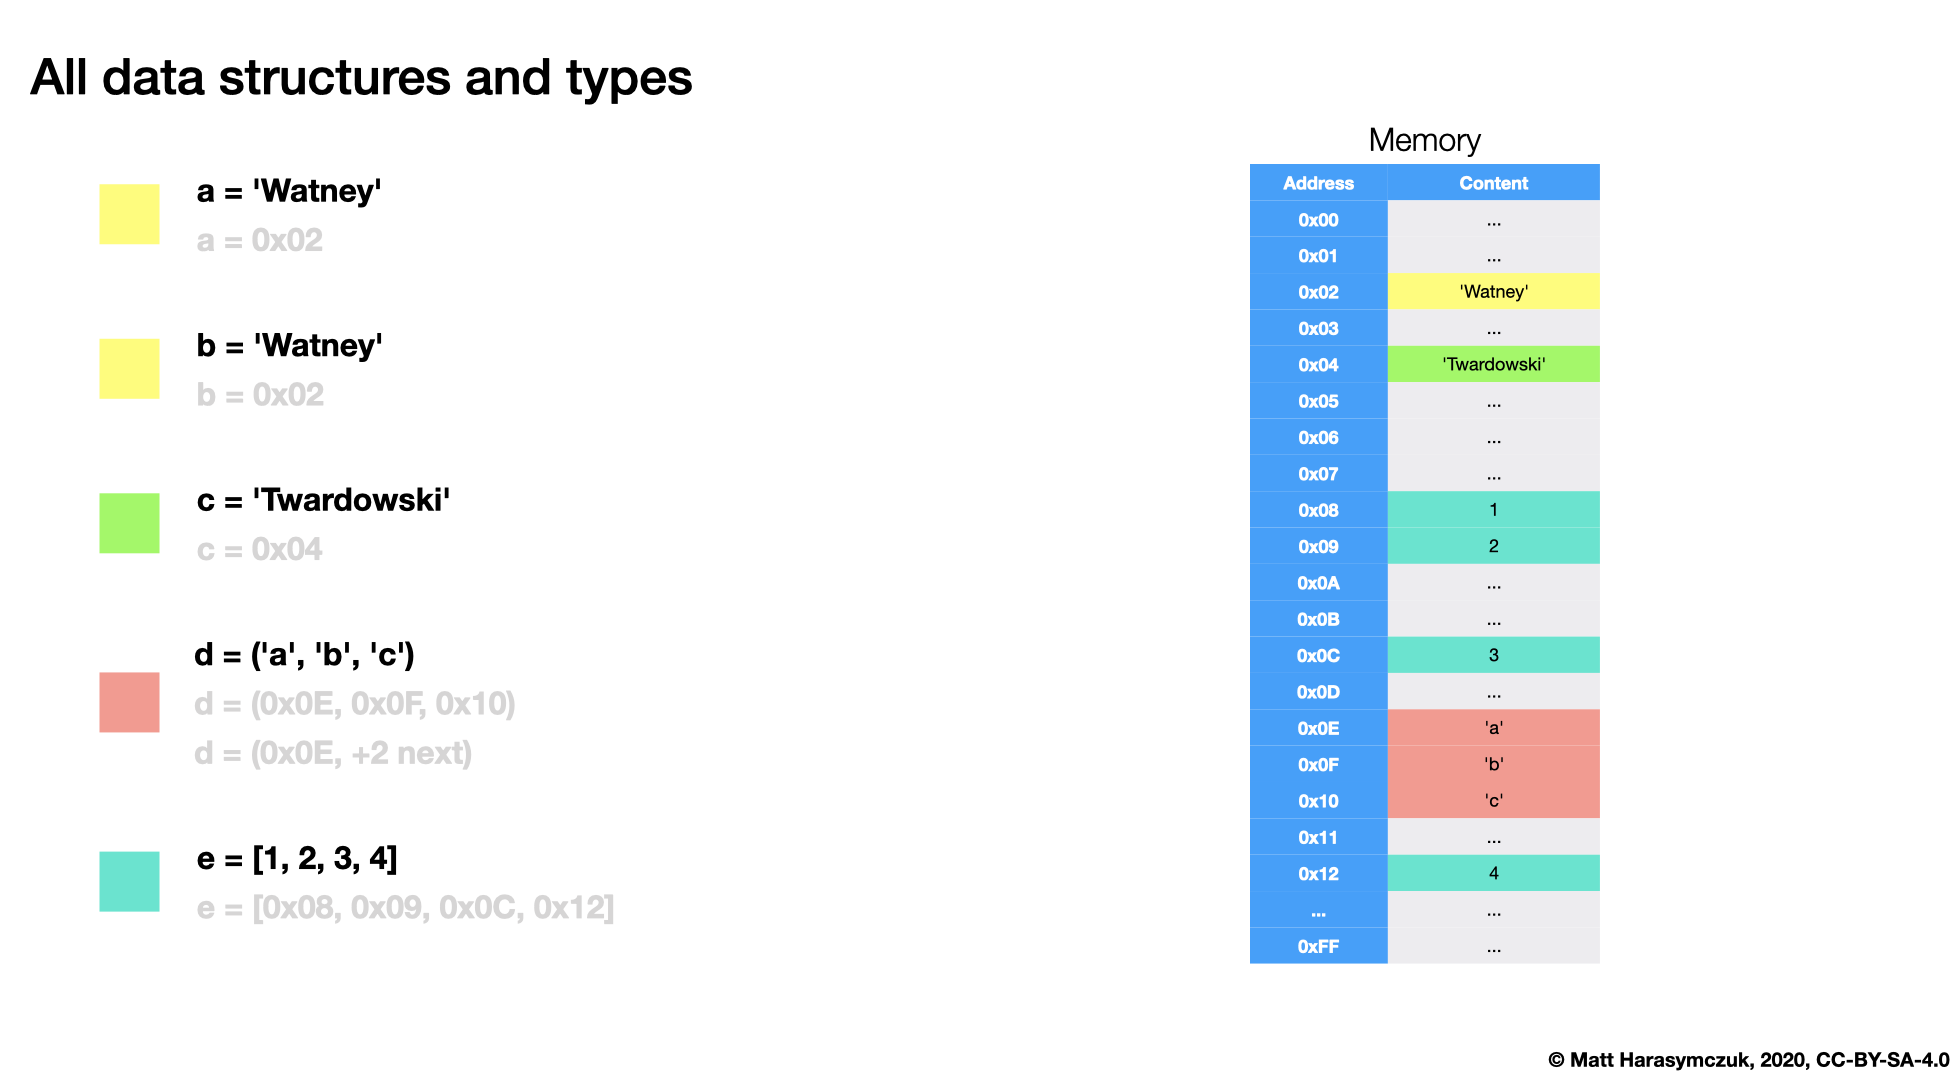 All data structures and types
a = 'Watney'
a = 0x02
b = 'Watney'
b = 0x02
c = 'Twardowski'
c = 0x04
d = ('a', 'b', 'c')
d = (0x0E, 0x0F, 0x10)
d = (0x0E, +2 next)
e = [1, 2, 3, 4]
e = [0x08, 0x09, 0x0C, 0x12]
Memory
Address Content
0x00 ...
0x01 ...
0x02 'Watney'
0x03 ...
0x04 'Twardowski'
0x05 ...
0x06 ...
0x07 ...
0x08 1
0x09 2
0x0A ...
0x0B ...
0x0C 3
0x0D ...
0x0E 'a'
0x0F 'b'
0x10 'c'
0x11 ...
0x12 4
... ...
0xFF ...
© Matt Harasymczuk, 2020, CC-BY-SA-4.0